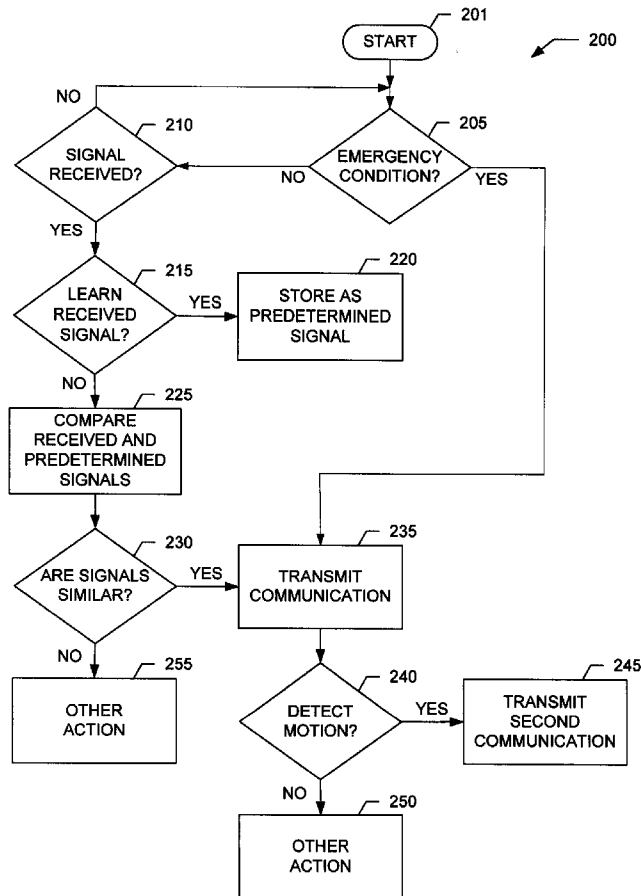 201
START
200
NO
210
205
SIGNAL
RECEIVED?
EMERGENCY
CONDITION?
NO
YES
YES
215
220
LEARN
RECEIVED
SIGNAL?
YES
STORE AS
PREDETERMINED
SIGNAL
NO
225
COMPARE
RECEIVED AND
PREDETERMINED
SIGNALS
230
235
ARE SIGNALS
SIMILAR?
YES
TRANSMIT
COMMUNICATION
NO
255
240
245
OTHER
ACTION
DETECT
MOTION?
YES
TRANSMIT
SECOND
COMMUNICATION
NO
250
OTHER
ACTION